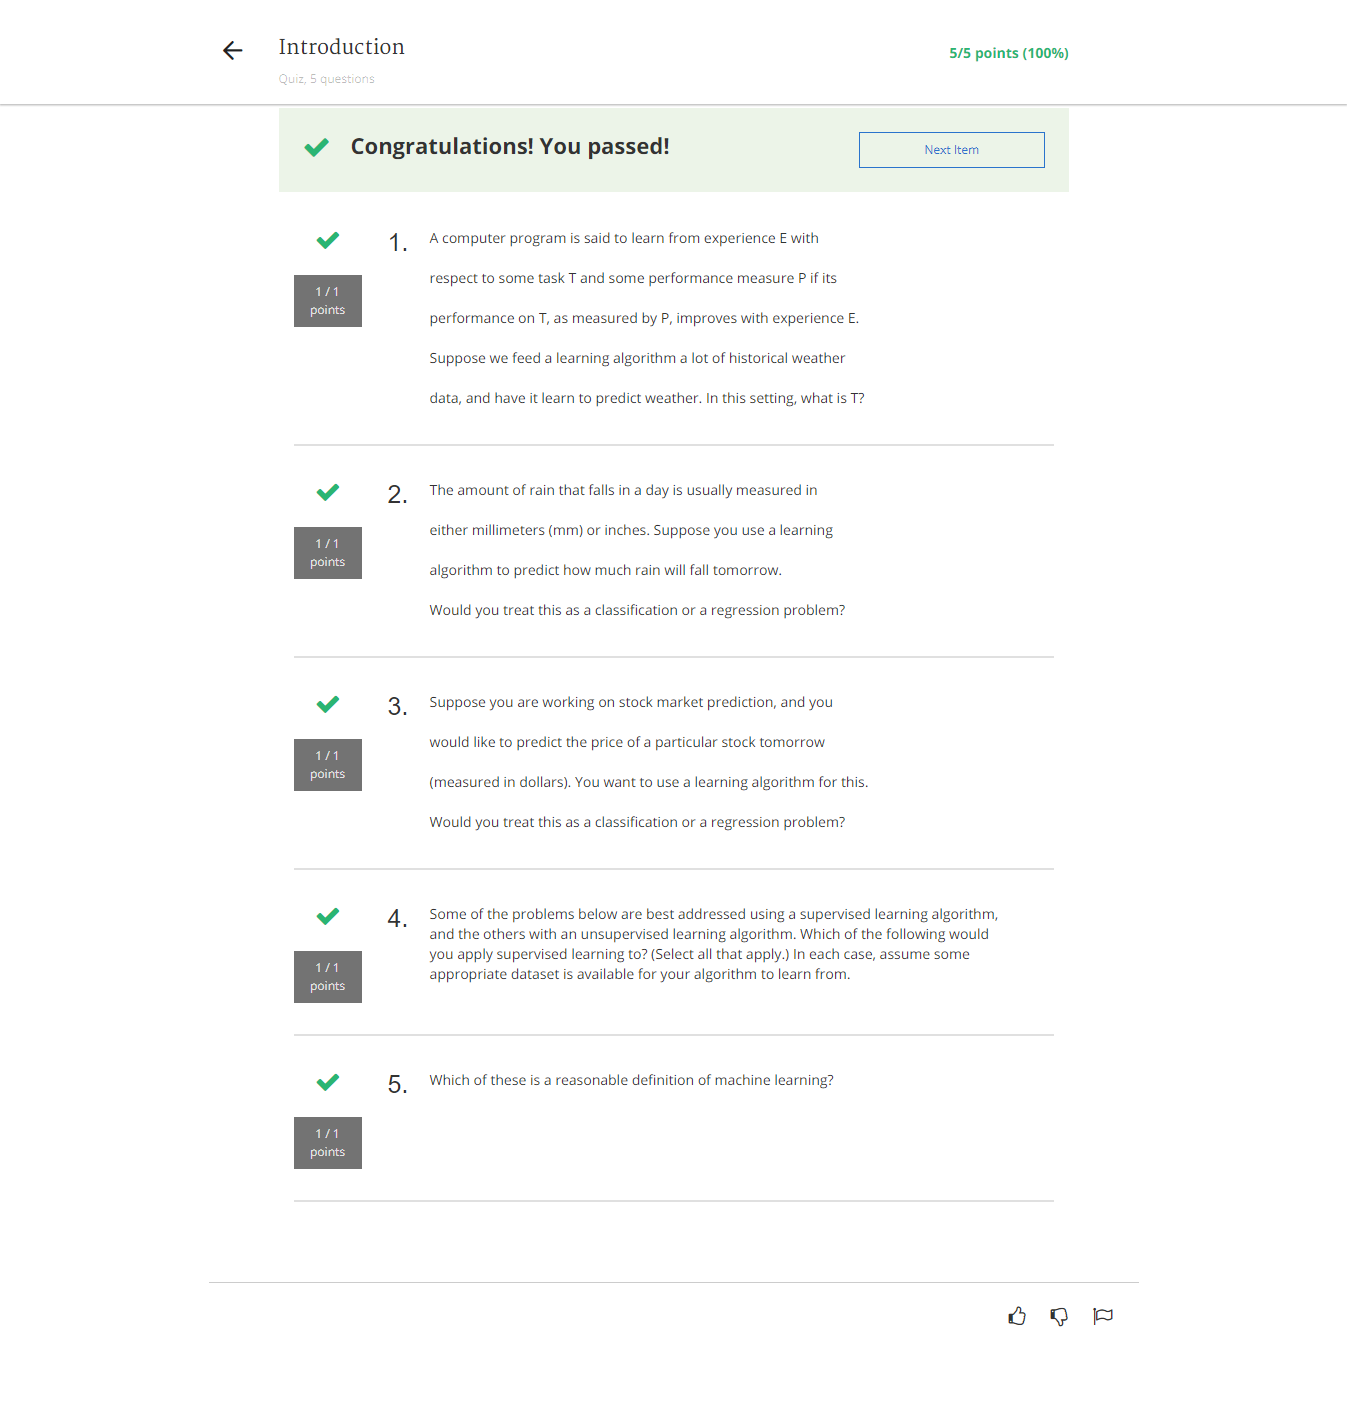 Introduction
5/5 points (100%)
Quiz, 5 questions
Congratulations! You passed!
Next Item
1 / 1
points
1.
A computer program is said to learn from experience E with
respect to some task T and some performance measure P if its
performance on T, as measured by P, improves with experience E.
Suppose we feed a learning algorithm a lot of historical weather
data, and have it learn to predict weather. In this setting, what is T?
1 / 1
points
2.
The amount of rain that falls in a day is usually measured in
either millimeters (mm) or inches. Suppose you use a learning
algorithm to predict how much rain will fall tomorrow.
Would you treat this as a classification or a regression problem?
1 / 1
points
3.
Suppose you are working on stock market prediction, and you
would like to predict the price of a particular stock tomorrow
(measured in dollars). You want to use a learning algorithm for this.
Would you treat this as a classification or a regression problem?
1 / 1
points
4.
Some of the problems below are best addressed using a supervised learning algorithm,
and the others with an unsupervised learning algorithm. Which of the following would
you apply supervised learning to? (Select all that apply.) In each case, assume some
appropriate dataset is available for your algorithm to learn from.
1 / 1
points
5.
Which of these is a reasonable definition of machine learning?